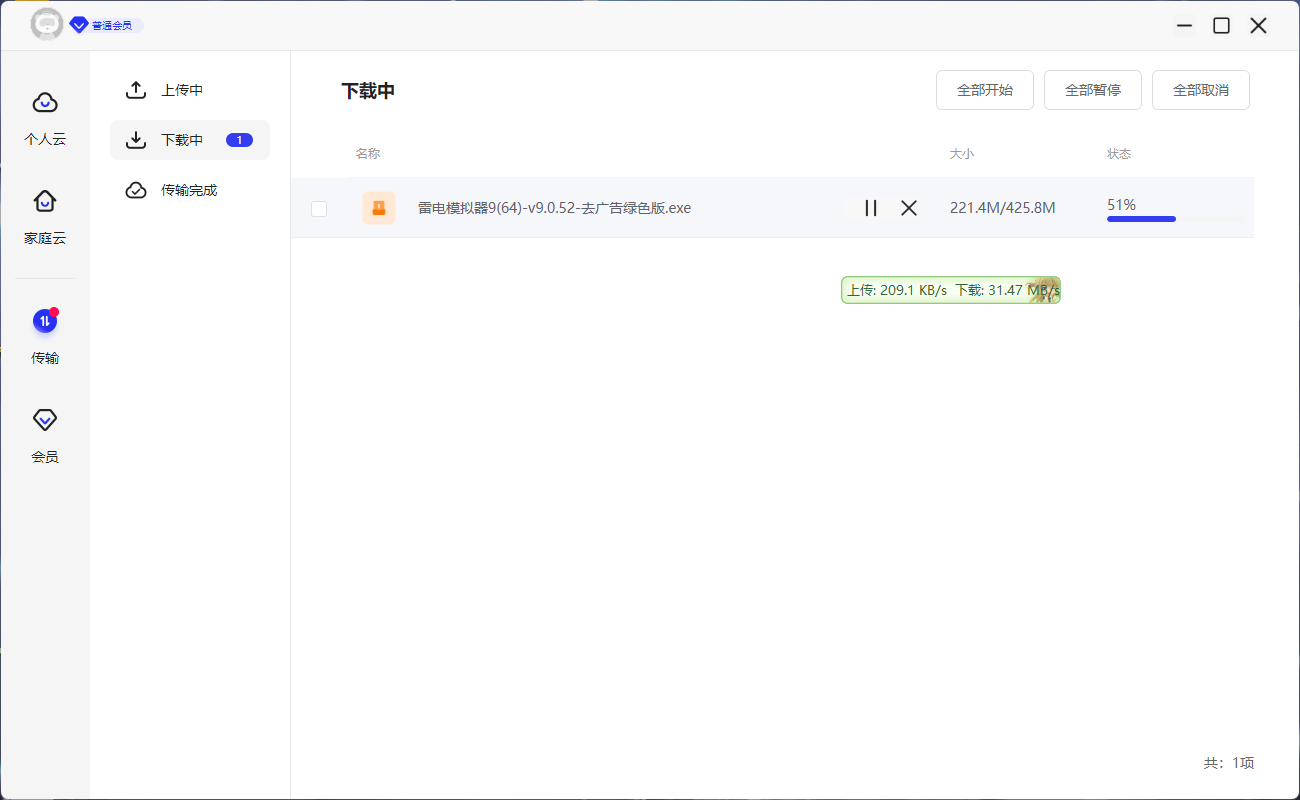 普通会员
个人云
家庭云
传输
会员
上传中
下载中 1
传输完成
下载中
全部开始 全部暂停 全部取消
名称 大小 状态
雷电模拟器9(64)-v9.0.52-去广告绿色版.exe 221.4M/425.8M 51%
上传: 209.1 KB/s 下载: 31.47 MB/s
共：1项